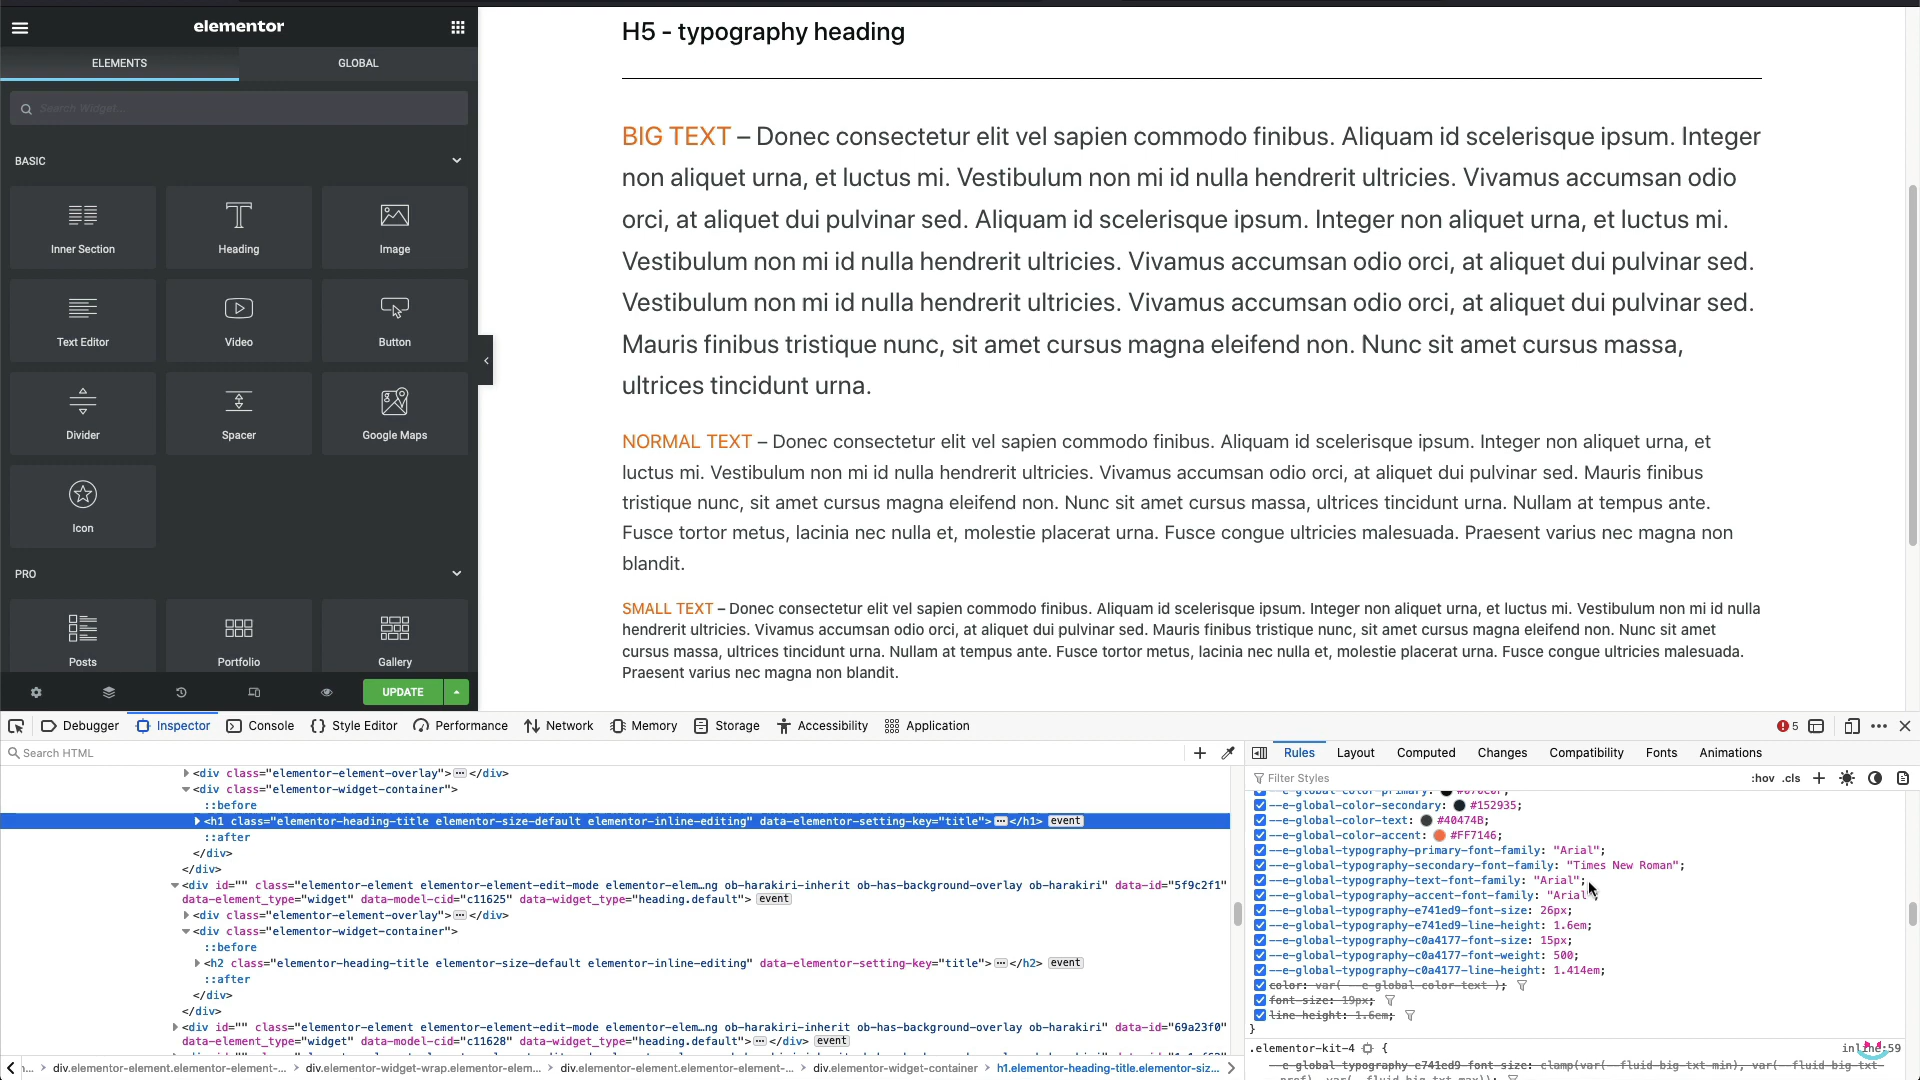 elementor
ELEMENTS
GLOBAL
Search Widget...
BASIC
Inner Section
Heading
Image
Text Editor
Video
Button
Divider
Spacer
Google Maps
Icon
PRO
Posts
Portfolio
Gallery
UPDATE
H5 - typography heading
BIG TEXT – Donec consectetur elit vel sapien commodo finibus. Aliquam id scelerisque ipsum. Integer
non aliquet urna, et luctus mi. Vestibulum non mi id nulla hendrerit ultricies. Vivamus accumsan odio
orci, at aliquet dui pulvinar sed. Aliquam id scelerisque ipsum. Integer non aliquet urna, et luctus mi.
Vestibulum non mi id nulla hendrerit ultricies. Vivamus accumsan odio orci, at aliquet dui pulvinar sed.
Vestibulum non mi id nulla hendrerit ultricies. Vivamus accumsan odio orci, at aliquet dui pulvinar sed.
Mauris finibus tristique nunc, sit amet cursus magna eleifend non. Nunc sit amet cursus massa,
ultrices tincidunt urna.
NORMAL TEXT – Donec consectetur elit vel sapien commodo finibus. Aliquam id scelerisque ipsum. Integer non aliquet urna, et
luctus mi. Vestibulum non mi id nulla hendrerit ultricies. Vivamus accumsan odio orci, at aliquet dui pulvinar sed. Mauris finibus
tristique nunc, sit amet cursus magna eleifend non. Nunc sit amet cursus massa, ultrices tincidunt urna. Nullam at tempus ante.
Fusce tortor metus, lacinia nec nulla et, molestie placerat urna. Fusce congue ultricies malesuada. Praesent varius nec magna non
blandit.
SMALL TEXT – Donec consectetur elit vel sapien commodo finibus. Aliquam id scelerisque ipsum. Integer non aliquet urna, et luctus mi. Vestibulum non mi id nulla
hendrerit ultricies. Vivamus accumsan odio orci, at aliquet dui pulvinar sed. Mauris finibus tristique nunc, sit amet cursus magna eleifend non. Nunc sit amet
cursus massa, ultrices tincidunt urna. Nullam at tempus ante. Fusce tortor metus, lacinia nec nulla et, molestie placerat urna. Fusce congue ultricies malesuada.
Praesent varius nec magna non blandit.
Debugger Inspector Console Style Editor Performance Network Memory Storage Accessibility Application 5
Search HTML
<div class="elementor-element-overlay"></div>
<div class="elementor-widget-container">
::before
<h1 class="elementor-heading-title elementor-size-default elementor-inline-editing" data-elementor-setting-key="title"></h1> event
::after
</div>
</div>
<div id="" class="elementor-element elementor-element-edit-mode elementor-elem…ng ob-harakiri-inherit ob-has-background-overlay ob-harakiri" data-id="5f9c2f1"
data-element_type="widget" data-model-cid="c11625" data-widget_type="heading.default"> event
<div class="elementor-element-overlay"></div>
<div class="elementor-widget-container">
::before
<h2 class="elementor-heading-title elementor-size-default elementor-inline-editing" data-elementor-setting-key="title"></h2> event
::after
</div>
</div>
<div id="" class="elementor-element elementor-element-edit-mode elementor-elem…ng ob-harakiri-inherit ob-has-background-overlay ob-harakiri" data-id="69a23f0"
data-element_type="widget" data-model-cid="c11628" data-widget_type="heading.default"></div> event
div.elementor-element.elementor-element-... div.elementor-widget-wrap.elementor-elem... div.elementor-element.elementor-element-... div.elementor-widget-container h1.elementor-heading-title.elementor-siz...
Rules Layout Computed Changes Compatibility Fonts Animations
Filter Styles :hov .cls
--e-global-color-primary:
--e-global-color-secondary: #152935;
--e-global-color-text: #40474B;
--e-global-color-accent: #FF7146;
--e-global-typography-primary-font-family: "Arial";
--e-global-typography-secondary-font-family: "Times New Roman";
--e-global-typography-text-font-family: "Arial";
--e-global-typography-accent-font-family: "Arial";
--e-global-typography-e741ed9-font-size: 26px;
--e-global-typography-e741ed9-line-height: 1.6em;
--e-global-typography-c0a4177-font-size: 15px;
--e-global-typography-c0a4177-font-weight: 500;
--e-global-typography-c0a4177-line-height: 1.414em;
color: var( --e-global-color-text );
font-size: 19px;
line-height: 1.6em;
}
.elementor-kit-4 {
--e-global-typography-e741ed9-font-size: clamp(var(--fluid-big-txt-min), var(--fluid-big-txt-